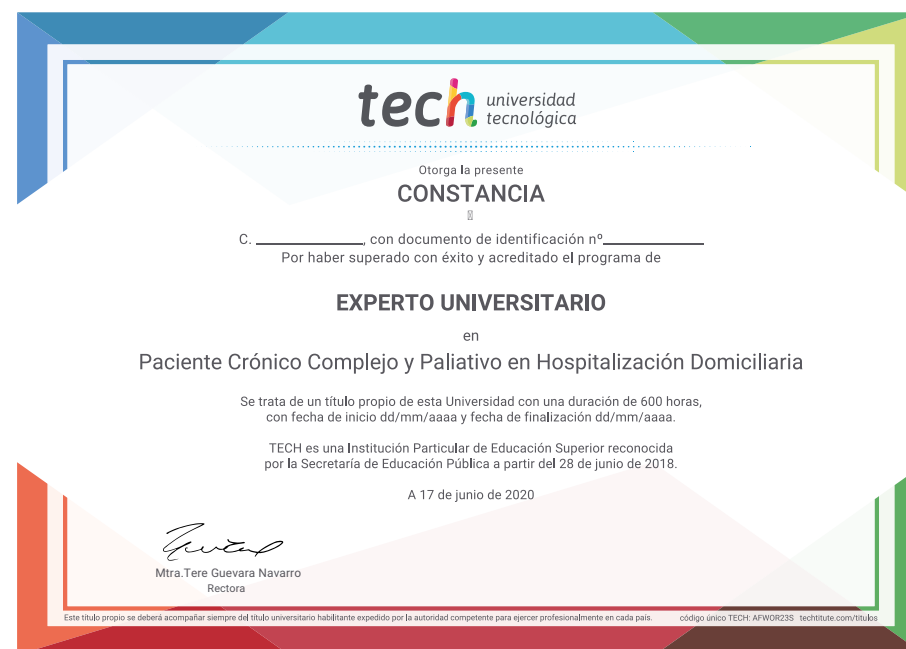 tech universidad
tecnológica
Otorga la presente
CONSTANCIA
C. ______________, con documento de identificación nº______________
Por haber superado con éxito y acreditado el programa de
EXPERTO UNIVERSITARIO
en
Paciente Crónico Complejo y Paliativo en Hospitalización Domiciliaria
Se trata de un título propio de esta Universidad con una duración de 600 horas,
con fecha de inicio dd/mm/aaaa y fecha de finalización dd/mm/aaaa.
TECH es una Institución Particular de Educación Superior reconocida
por la Secretaría de Educación Pública a partir del 28 de junio de 2018.
A 17 de junio de 2020
Mtra.Tere Guevara Navarro
Rectora
Este título propio se deberá acompañar siempre del título universitario habilitante expedido por la autoridad competente para ejercer profesionalmente en cada país. código único TECH: AFWOR23S techtitute.com/titulos